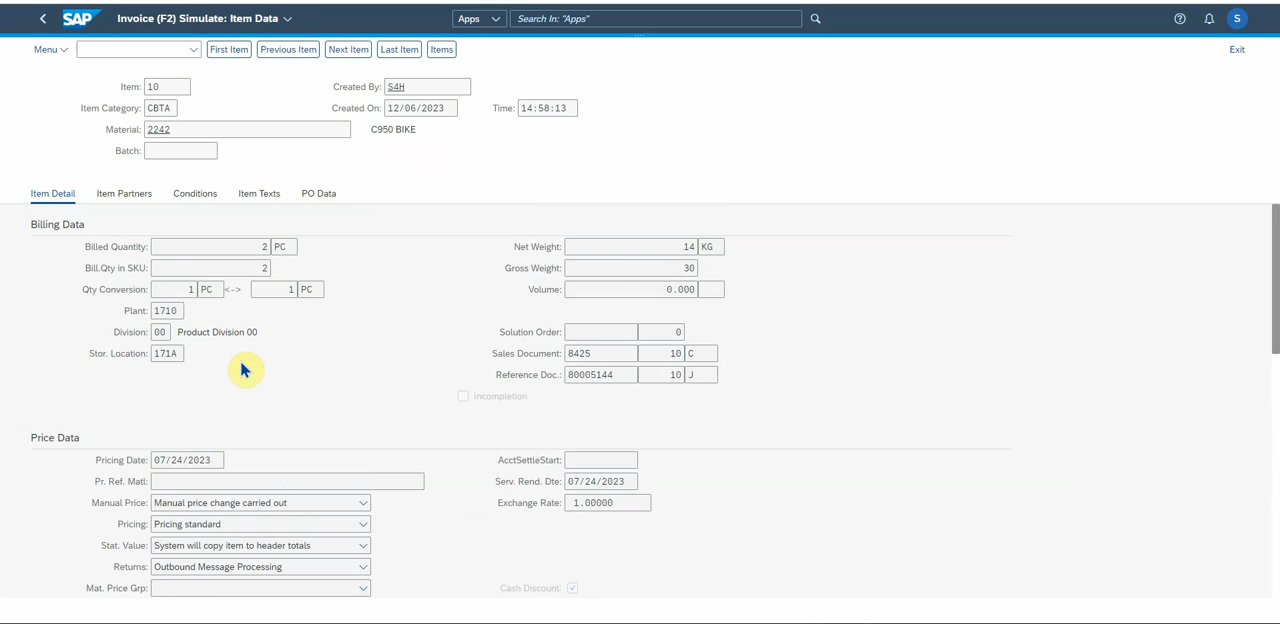 SAP Invoice (F2) Simulate: Item Data Apps Search In: "Apps" S
Menu First Item Previous Item Next Item Last Item Items Exit
Item: 10 Created By: S4H
Item Category: CBTA Created On: 12/06/2023 Time: 14:58:13
Material: 2242 C950 BIKE
Batch:
Item Detail Item Partners Conditions Item Texts PO Data
Billing Data
Billed Quantity: 2 PC Net Weight: 14 KG
Bill.Qty in SKU: 2 Gross Weight: 30
Qty Conversion: 1 PC <-> 1 PC Volume: 0.000
Plant: 1710
Division: 00 Product Division 00 Solution Order: 0
Stor. Location: 171A Sales Document: 8425 10 C
Reference Doc.: 80005144 10 J
Incompletion
Price Data
Pricing Date: 07/24/2023 AcctSettleStart:
Pr. Ref. Matl: Serv. Rend. Dte: 07/24/2023
Manual Price: Manual price change carried out Exchange Rate: 1.00000
Pricing: Pricing standard
Stat. Value: System will copy item to header totals
Returns: Outbound Message Processing
Mat. Price Grp: Cash Discount: